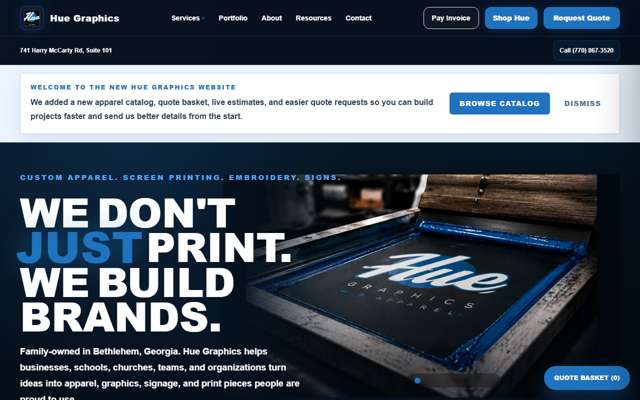 Hue
Hue Graphics
Services
Portfolio
About
Resources
Contact
Pay Invoice
Shop Hue
Request Quote
741 Harry McCarty Rd, Suite 101
Call (770) 867-3520
WELCOME TO THE NEW HUE GRAPHICS WEBSITE
We added a new apparel catalog, quote basket, live estimates, and easier quote requests so you can build
projects faster and send us better details from the start.
BROWSE CATALOG
DISMISS
CUSTOM APPAREL. SCREEN PRINTING. EMBROIDERY. SIGNS.
WE DON'T
JUST PRINT.
WE BUILD
BRANDS.
Hue
GRAPHICS
& APPAREL
Family-owned in Bethlehem, Georgia. Hue Graphics helps
businesses, schools, churches, teams, and organizations turn
ideas into apparel, graphics, signage, and print pieces people are
proud to use.
QUOTE BASKET (0)